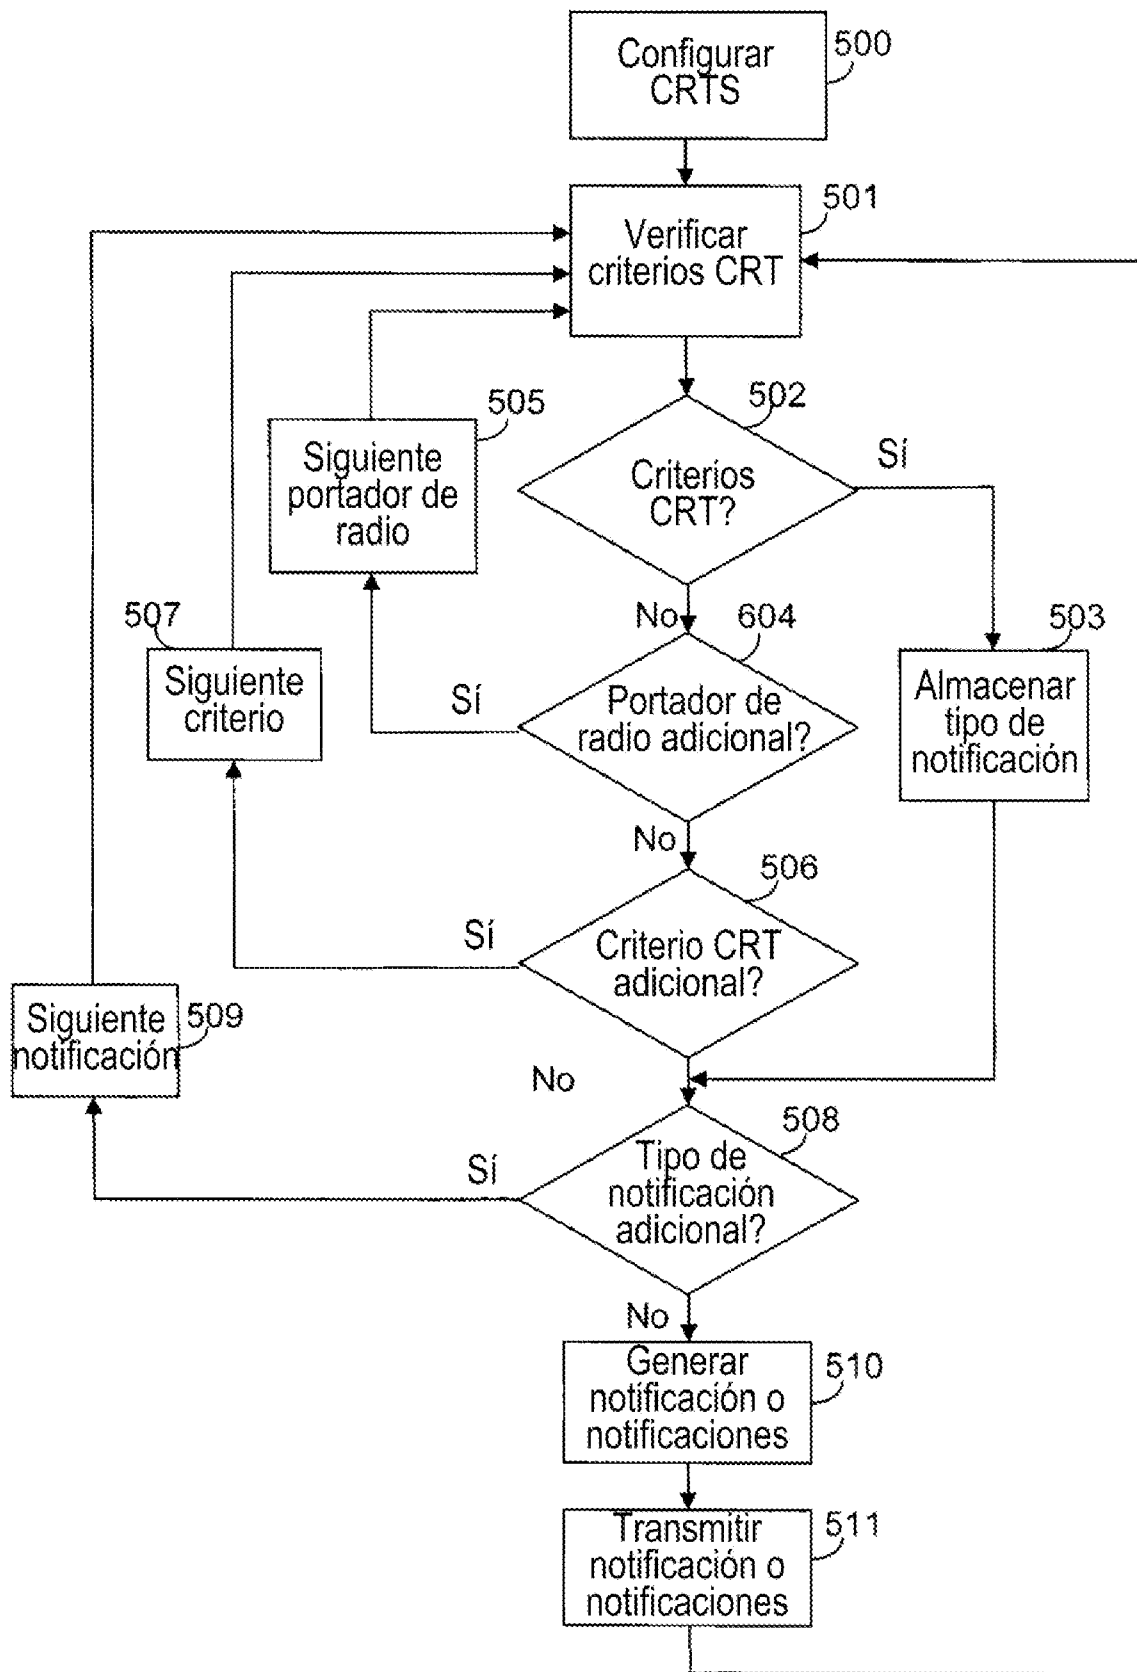 Configurar
CRTS
500
Verificar
criterios CRT
501
505
Siguiente
portador de
radio
502
Criterios
CRT?
Sí
507
Siguiente
criterio
No
604
Portador de
radio adicional?
Sí
503
Almacenar
tipo de
notificación
No
506
Criterio CRT
adicional?
Sí
Siguiente
notificación
509
No
508
Tipo de
notificación
adicional?
Sí
No
Generar
notificación o
notificaciones
510
Transmitir
notificación o
notificaciones
511